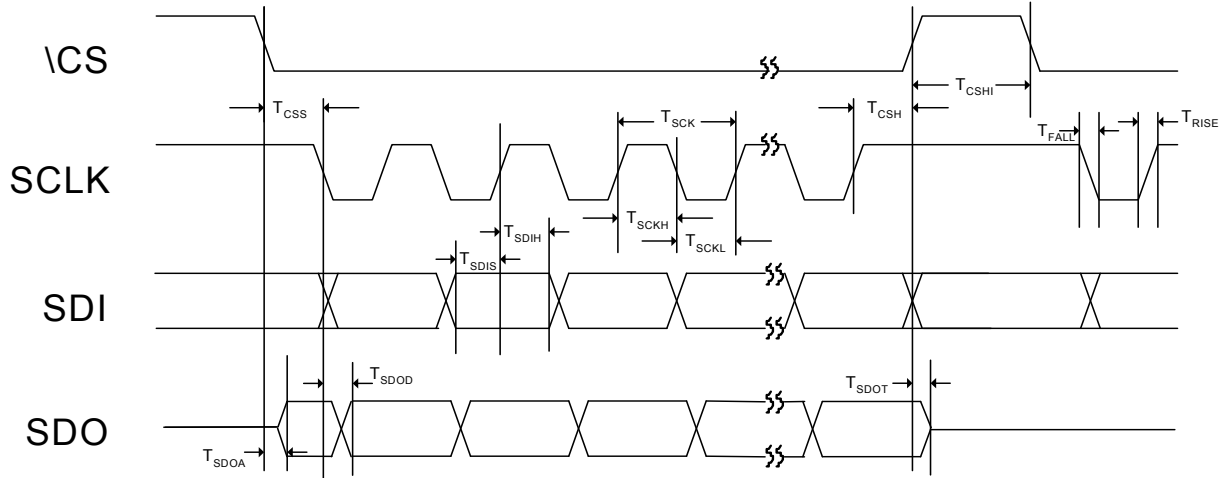 \CS
T_CSS
T_CSH
T_CSHI
T_SCK
T_FALL
T_RISE
SCLK
T_SCKH
T_SDIH
T_SCKL
T_SDIS
SDI
T_SDOD
T_SDOT
SDO
T_SDOA